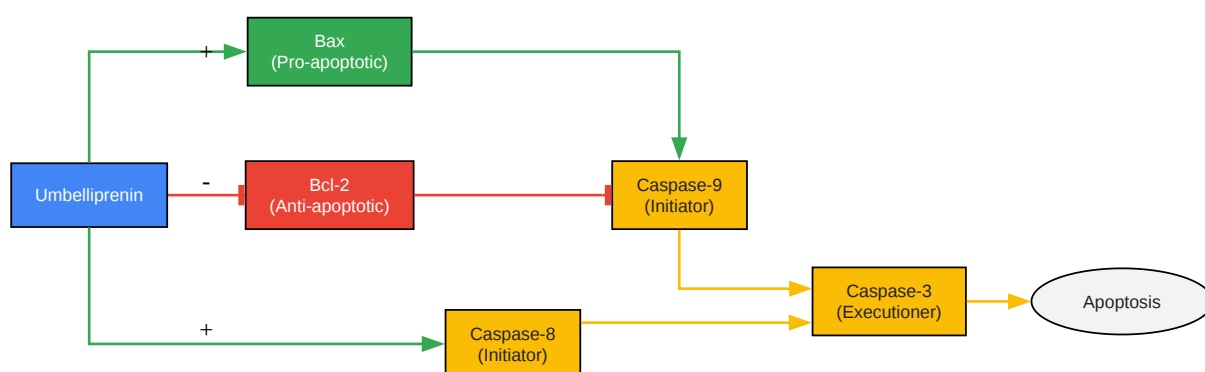 Bax
(Pro-apoptotic)
+
Umbelliprenin
-
Bcl-2
(Anti-apoptotic)
Caspase-9
(Initiator)
+
Caspase-8
(Initiator)
Caspase-3
(Executioner)
Apoptosis